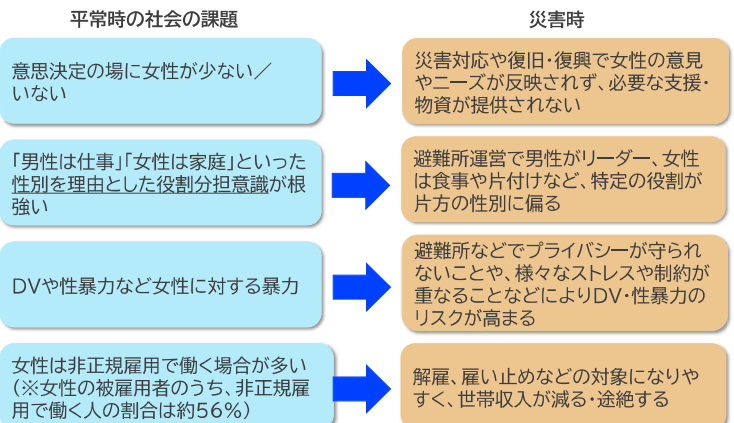 平常時の社会の課題
災害時
意思決定の場に女性が少ない／
いない
災害対応や復旧・復興で女性の意見
やニーズが反映されず、必要な支援・
物資が提供されない
「男性は仕事」「女性は家庭」といった
性別を理由とした役割分担意識が根
強い
避難所運営で男性がリーダー、女性
は食事や片付けなど、特定の役割が
片方の性別に偏る
DVや性暴力など女性に対する暴力
避難所などでプライバシーが守られ
ないことや、様々なストレスや制約が
重なることなどによりDV・性暴力の
リスクが高まる
女性は非正規雇用で働く場合が多い
（※女性の被雇用者のうち、非正規雇
用で働く人の割合は約56％）
解雇、雇い止めなどの対象になりや
すく、世帯収入が減る・途絶する